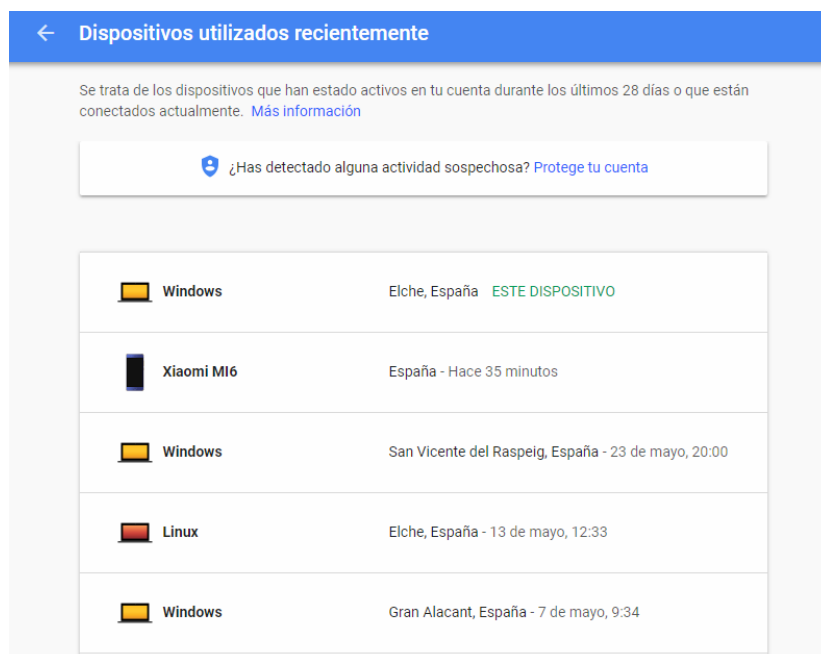 Dispositivos utilizados recientemente
Se trata de los dispositivos que han estado activos en tu cuenta durante los últimos 28 días o que están
conectados actualmente. Más información
¿Has detectado alguna actividad sospechosa? Protege tu cuenta
Windows Elche, España ESTE DISPOSITIVO
Xiaomi MI6 España - Hace 35 minutos
Windows San Vicente del Raspeig, España - 23 de mayo, 20:00
Linux Elche, España - 13 de mayo, 12:33
Windows Gran Alacant, España - 7 de mayo, 9:34